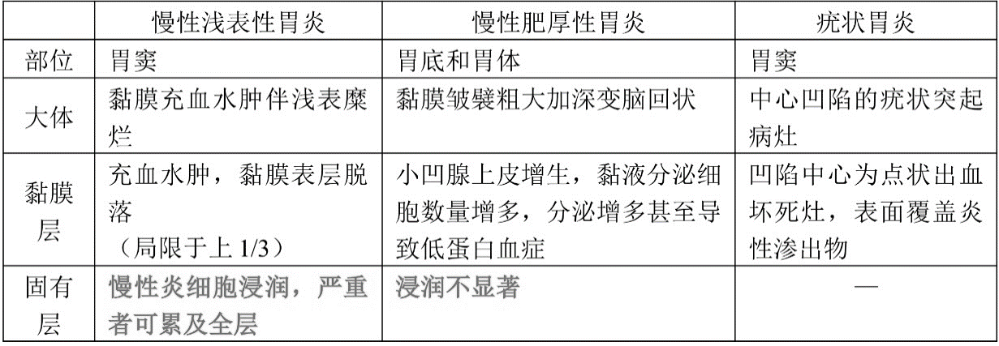 慢性浅表性胃炎 慢性肥厚性胃炎 疣状胃炎
部位 胃窦 胃底和胃体 胃窦
大体 黏膜充血水肿伴浅表糜烂 黏膜皱襞粗大加深变脑回状 中心凹陷的疣状突起病灶
黏膜层 充血水肿，黏膜表层脱落（局限于上 1/3） 小凹腺上皮增生，黏液分泌细胞数量增多，分泌增多甚至导致低蛋白血症 凹陷中心为点状出血坏死灶，表面覆盖炎性渗出物
固有层 慢性炎细胞浸润，严重者可累及全层 浸润不显著 —